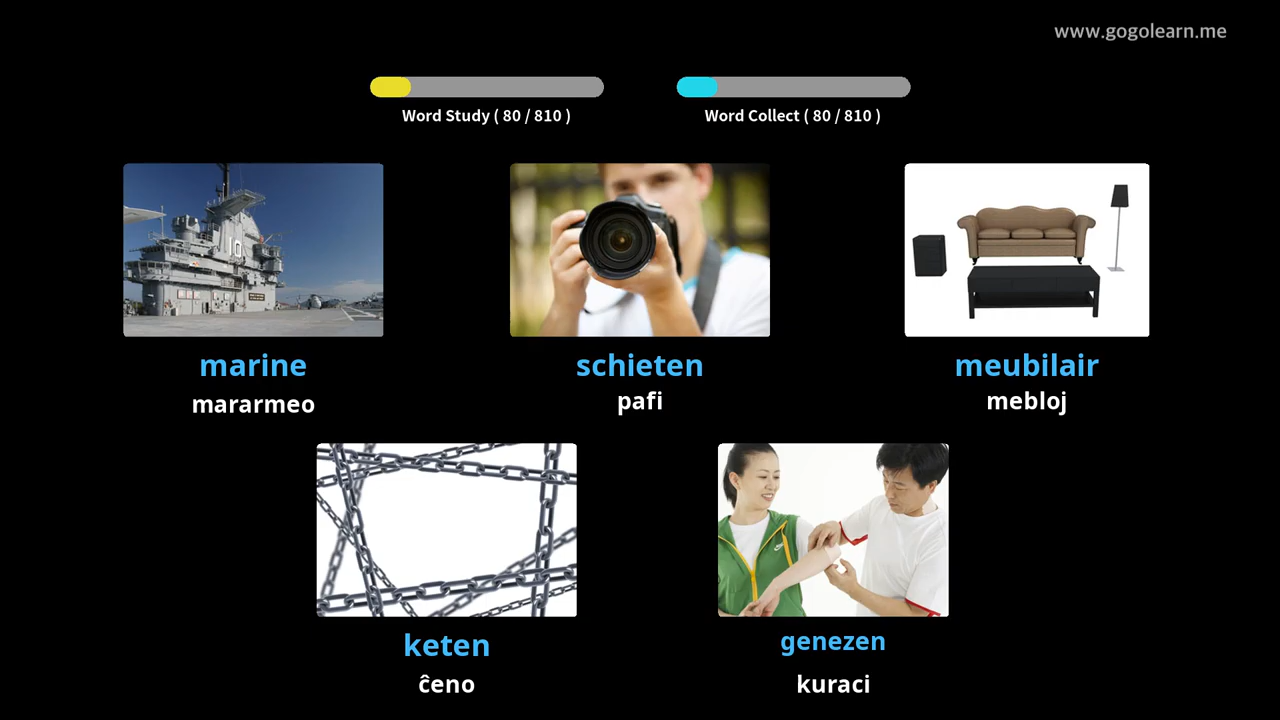 www.gogolearn.me
Word Study ( 80 / 810 )
Word Collect ( 80 / 810 )
10
marine
schieten
meubilair
mararmeo
pafi
mebloj
keten
genezen
ĉeno
kuraci